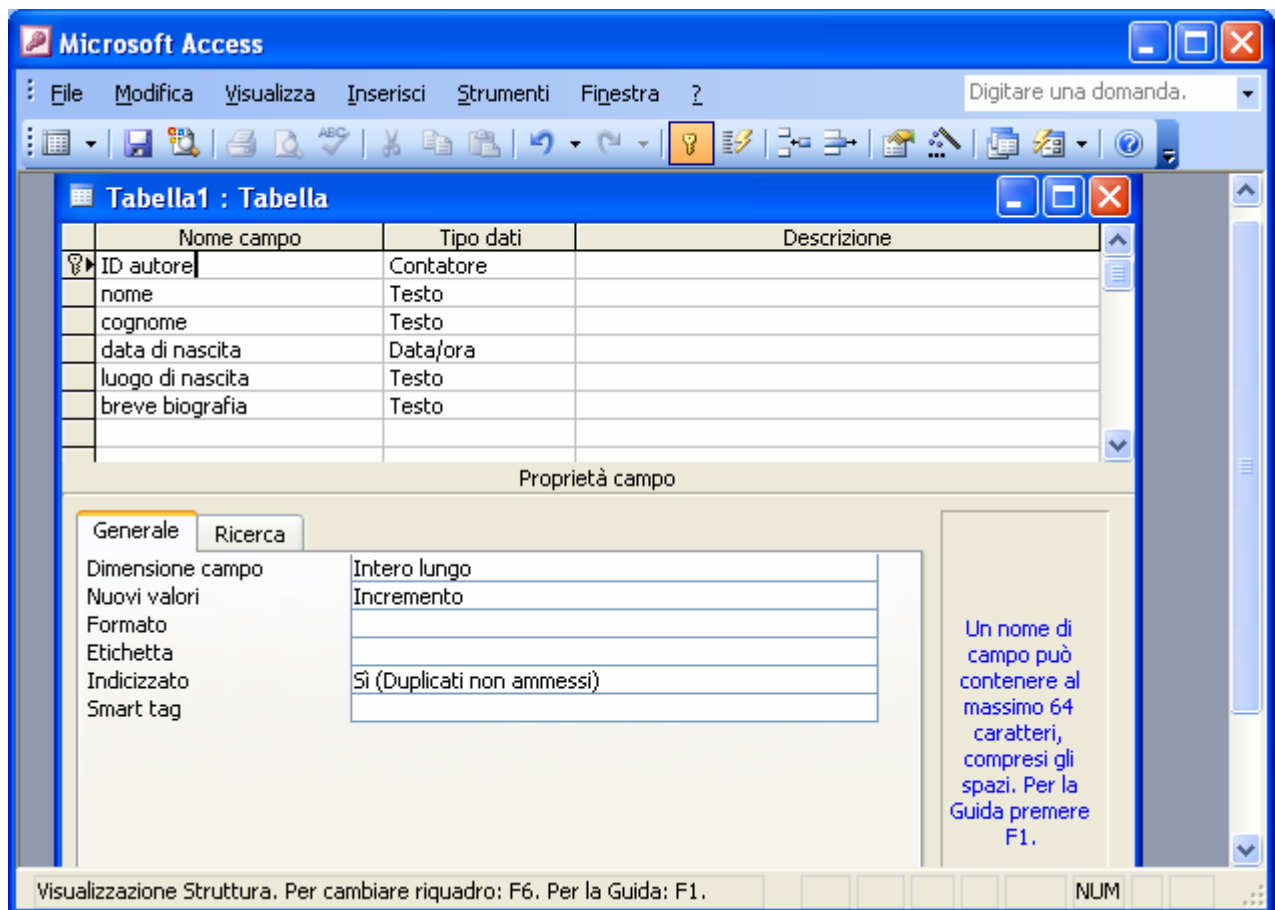 Microsoft Access
File Modifica Visualizza Inserisci Strumenti Finestra ? Digitare una domanda.
ABC
Tabella1 : Tabella
Nome campo Tipo dati Descrizione
ID autore Contatore
nome Testo
cognome Testo
data di nascita Data/ora
luogo di nascita Testo
breve biografia Testo
Proprietà campo
Generale Ricerca
Dimensione campo Intero lungo
Nuovi valori Incremento
Formato
Etichetta
Indicizzato Sì (Duplicati non ammessi)
Smart tag
Un nome di
campo può
contenere al
massimo 64
caratteri,
compresi gli
spazi. Per la
Guida premere
F1.
Visualizzazione Struttura. Per cambiare riquadro: F6. Per la Guida: F1. NUM